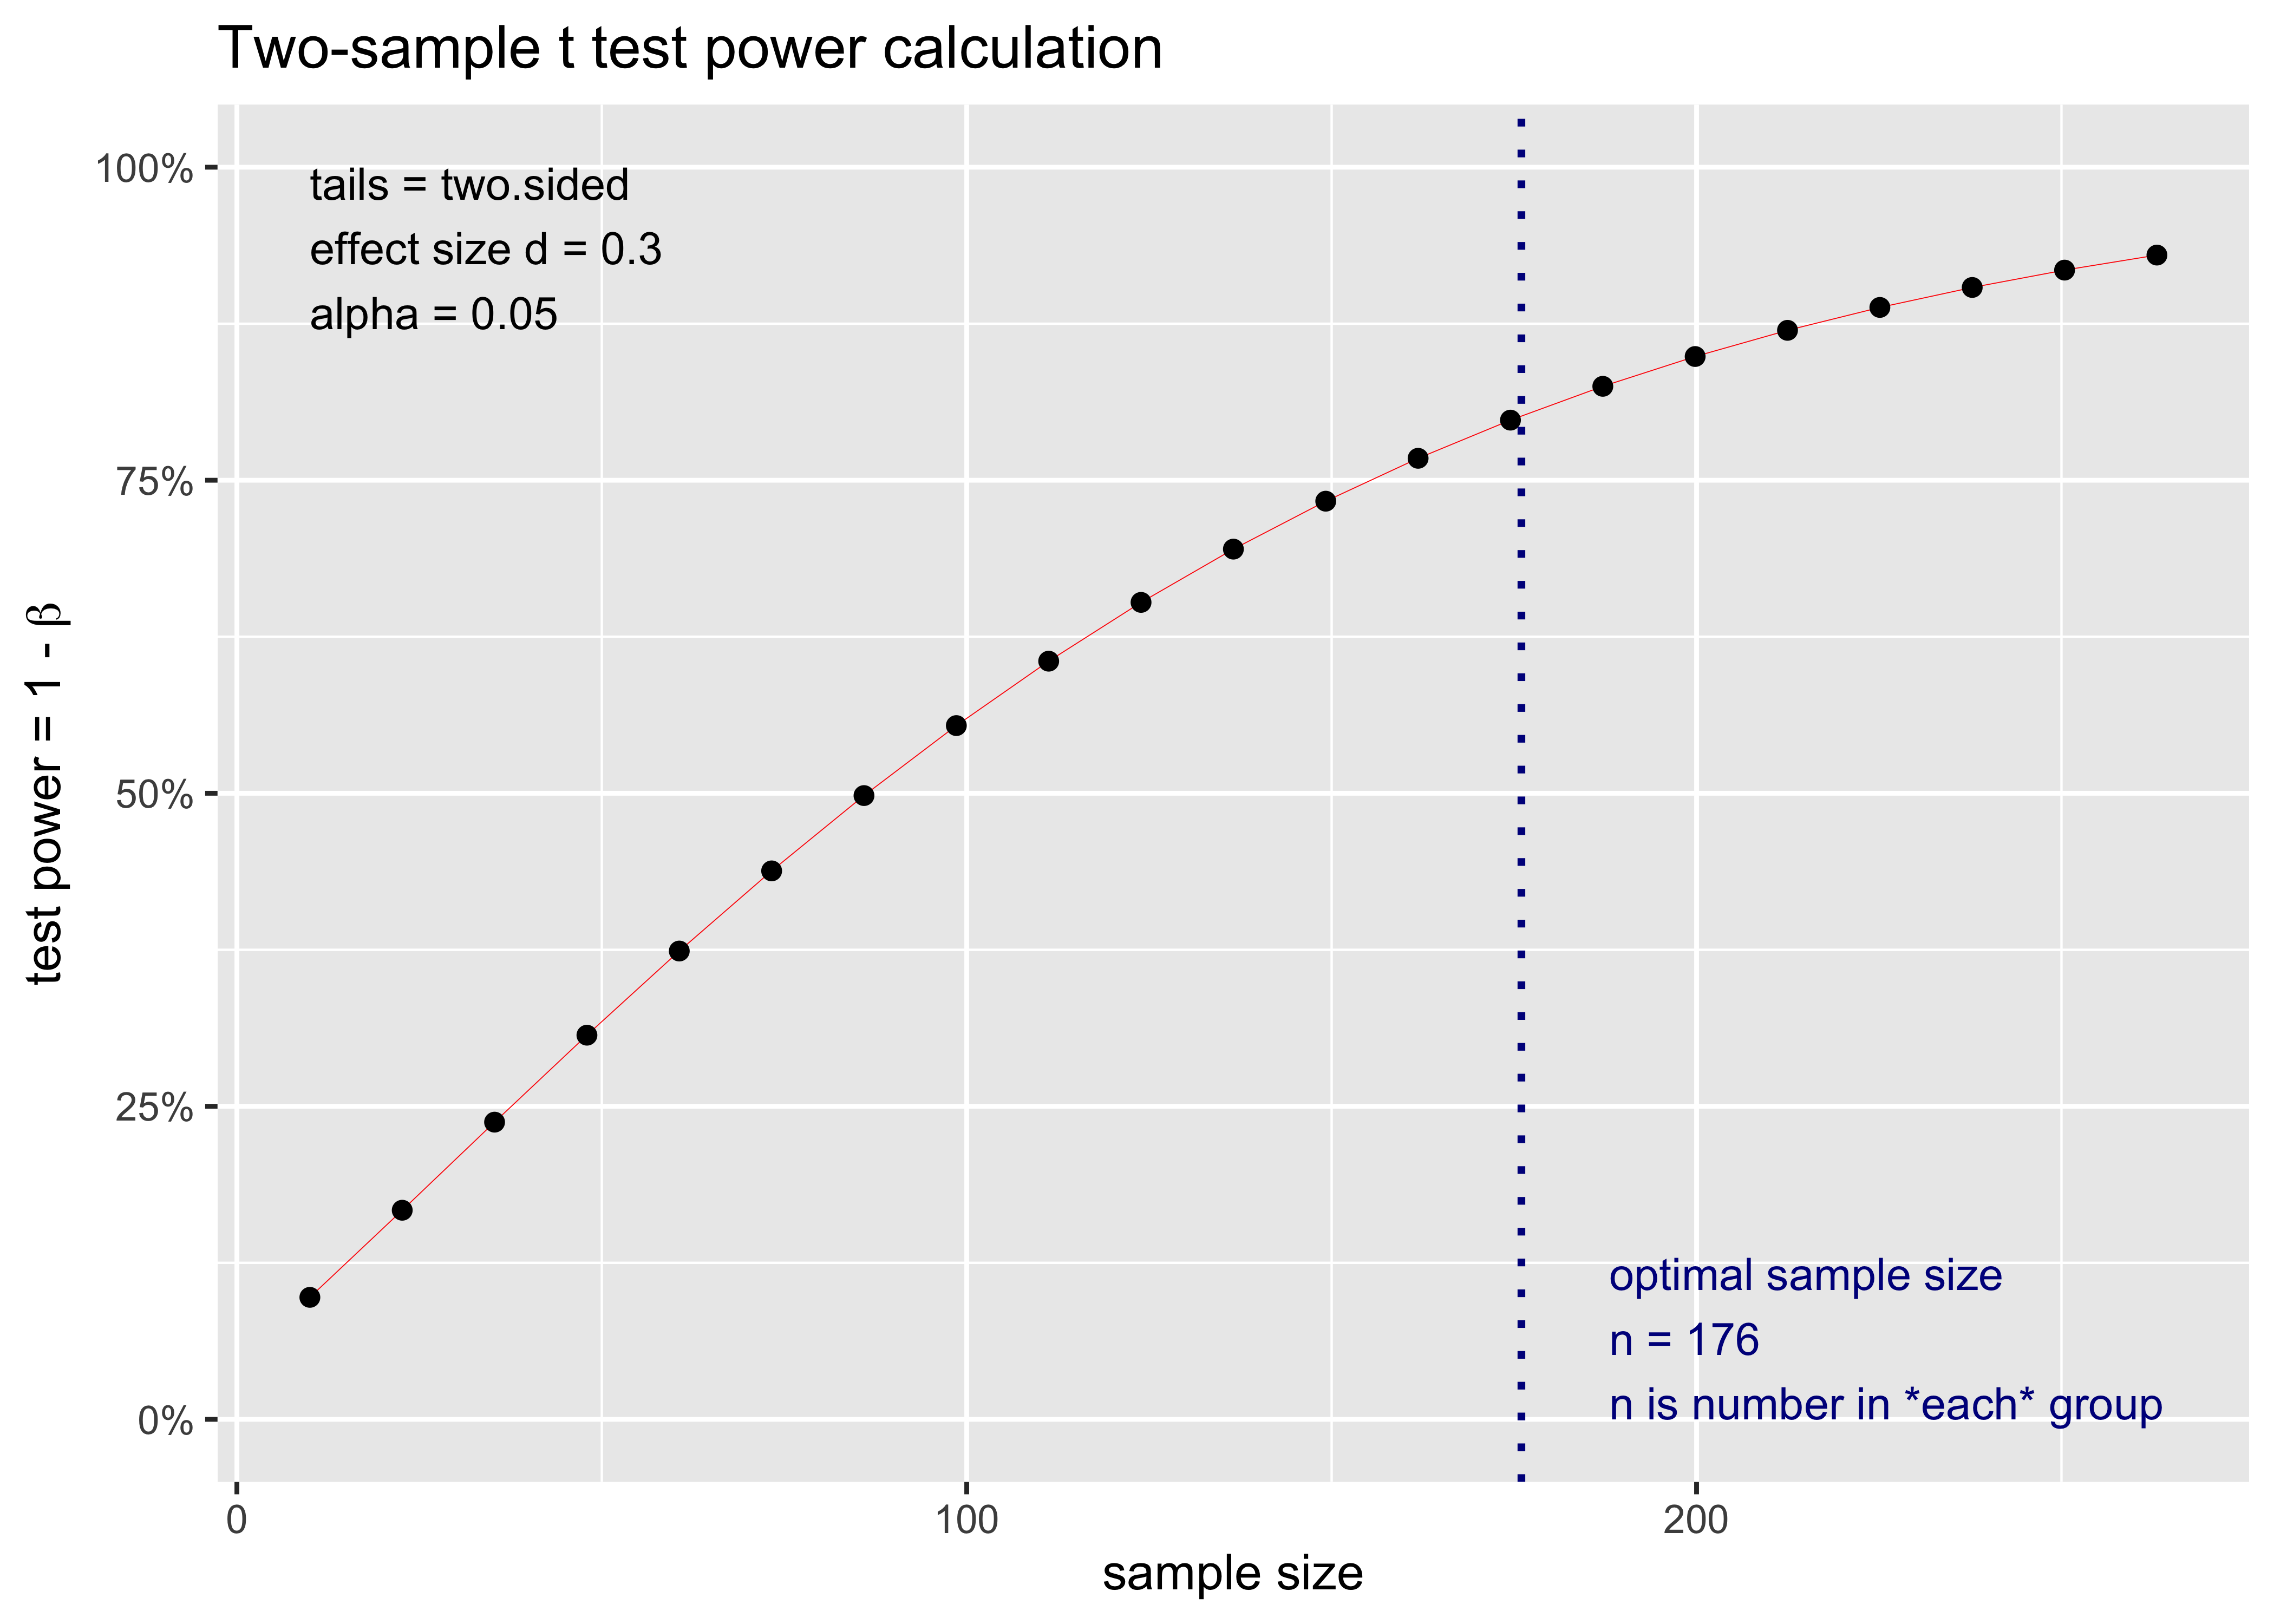 Two-sample t test power calculation
100%
75%
50%
25%
0%
test power = 1 - β
tails = two.sided
effect size d = 0.3
alpha = 0.05
optimal sample size
n = 176
n is number in *each* group
0
100
200
sample size